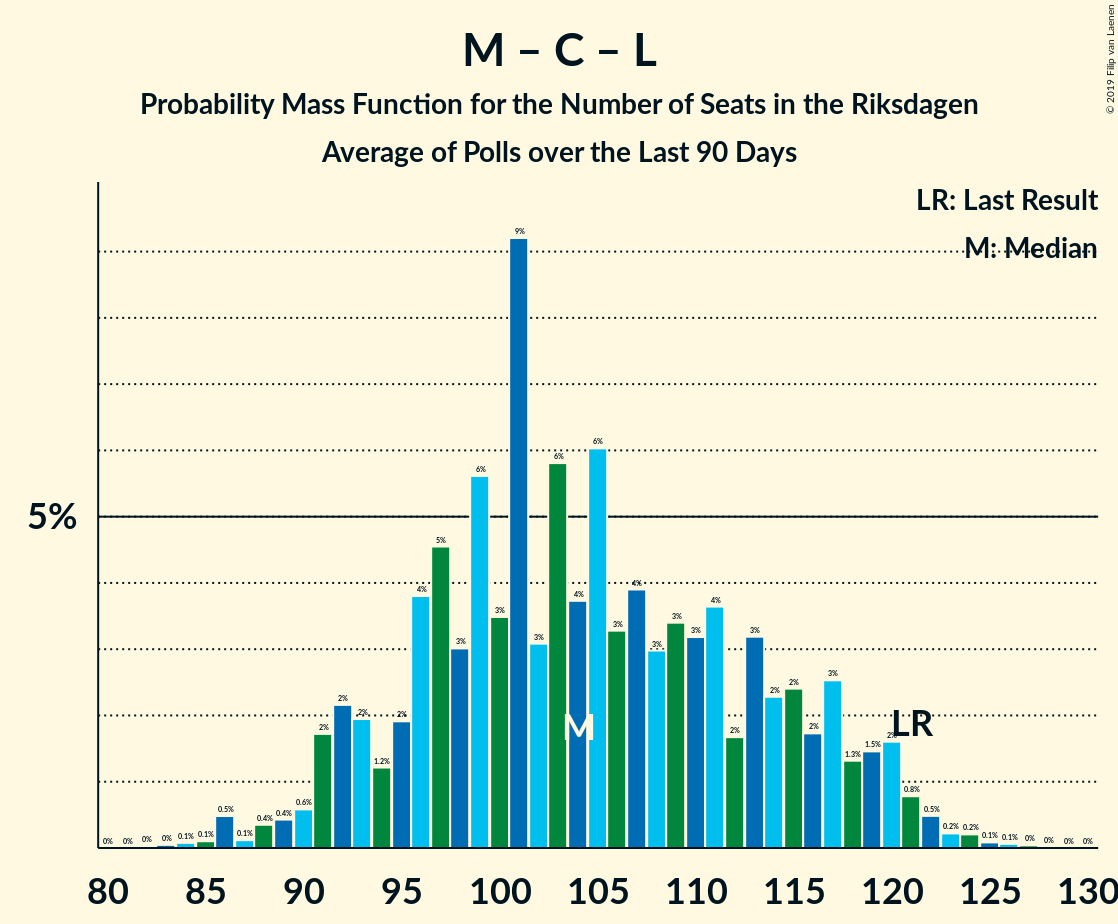 M – C – L
Probability Mass Function for the Number of Seats in the Riksdagen
Average of Polls over the Last 90 Days
© 2019 Filip van Laenen
LR: Last Result
M: Median
5%
0% 0% 0% 0% 0.1% 0.1% 0.5% 0.1% 0.4% 0.4% 0.6% 2% 2% 2% 1.2% 2% 4% 5% 3% 6% 3% 9% 3% 6% 4% 6% 3% 4% 3% 3% 3% 4% 2% 3% 2% 2% 2% 3% 1.3% 1.5% 2% 0.8% 0.5% 0.2% 0.2% 0.1% 0.1% 0% 0% 0% 0%
M
LR
80 85 90 95 100 105 110 115 120 125 130